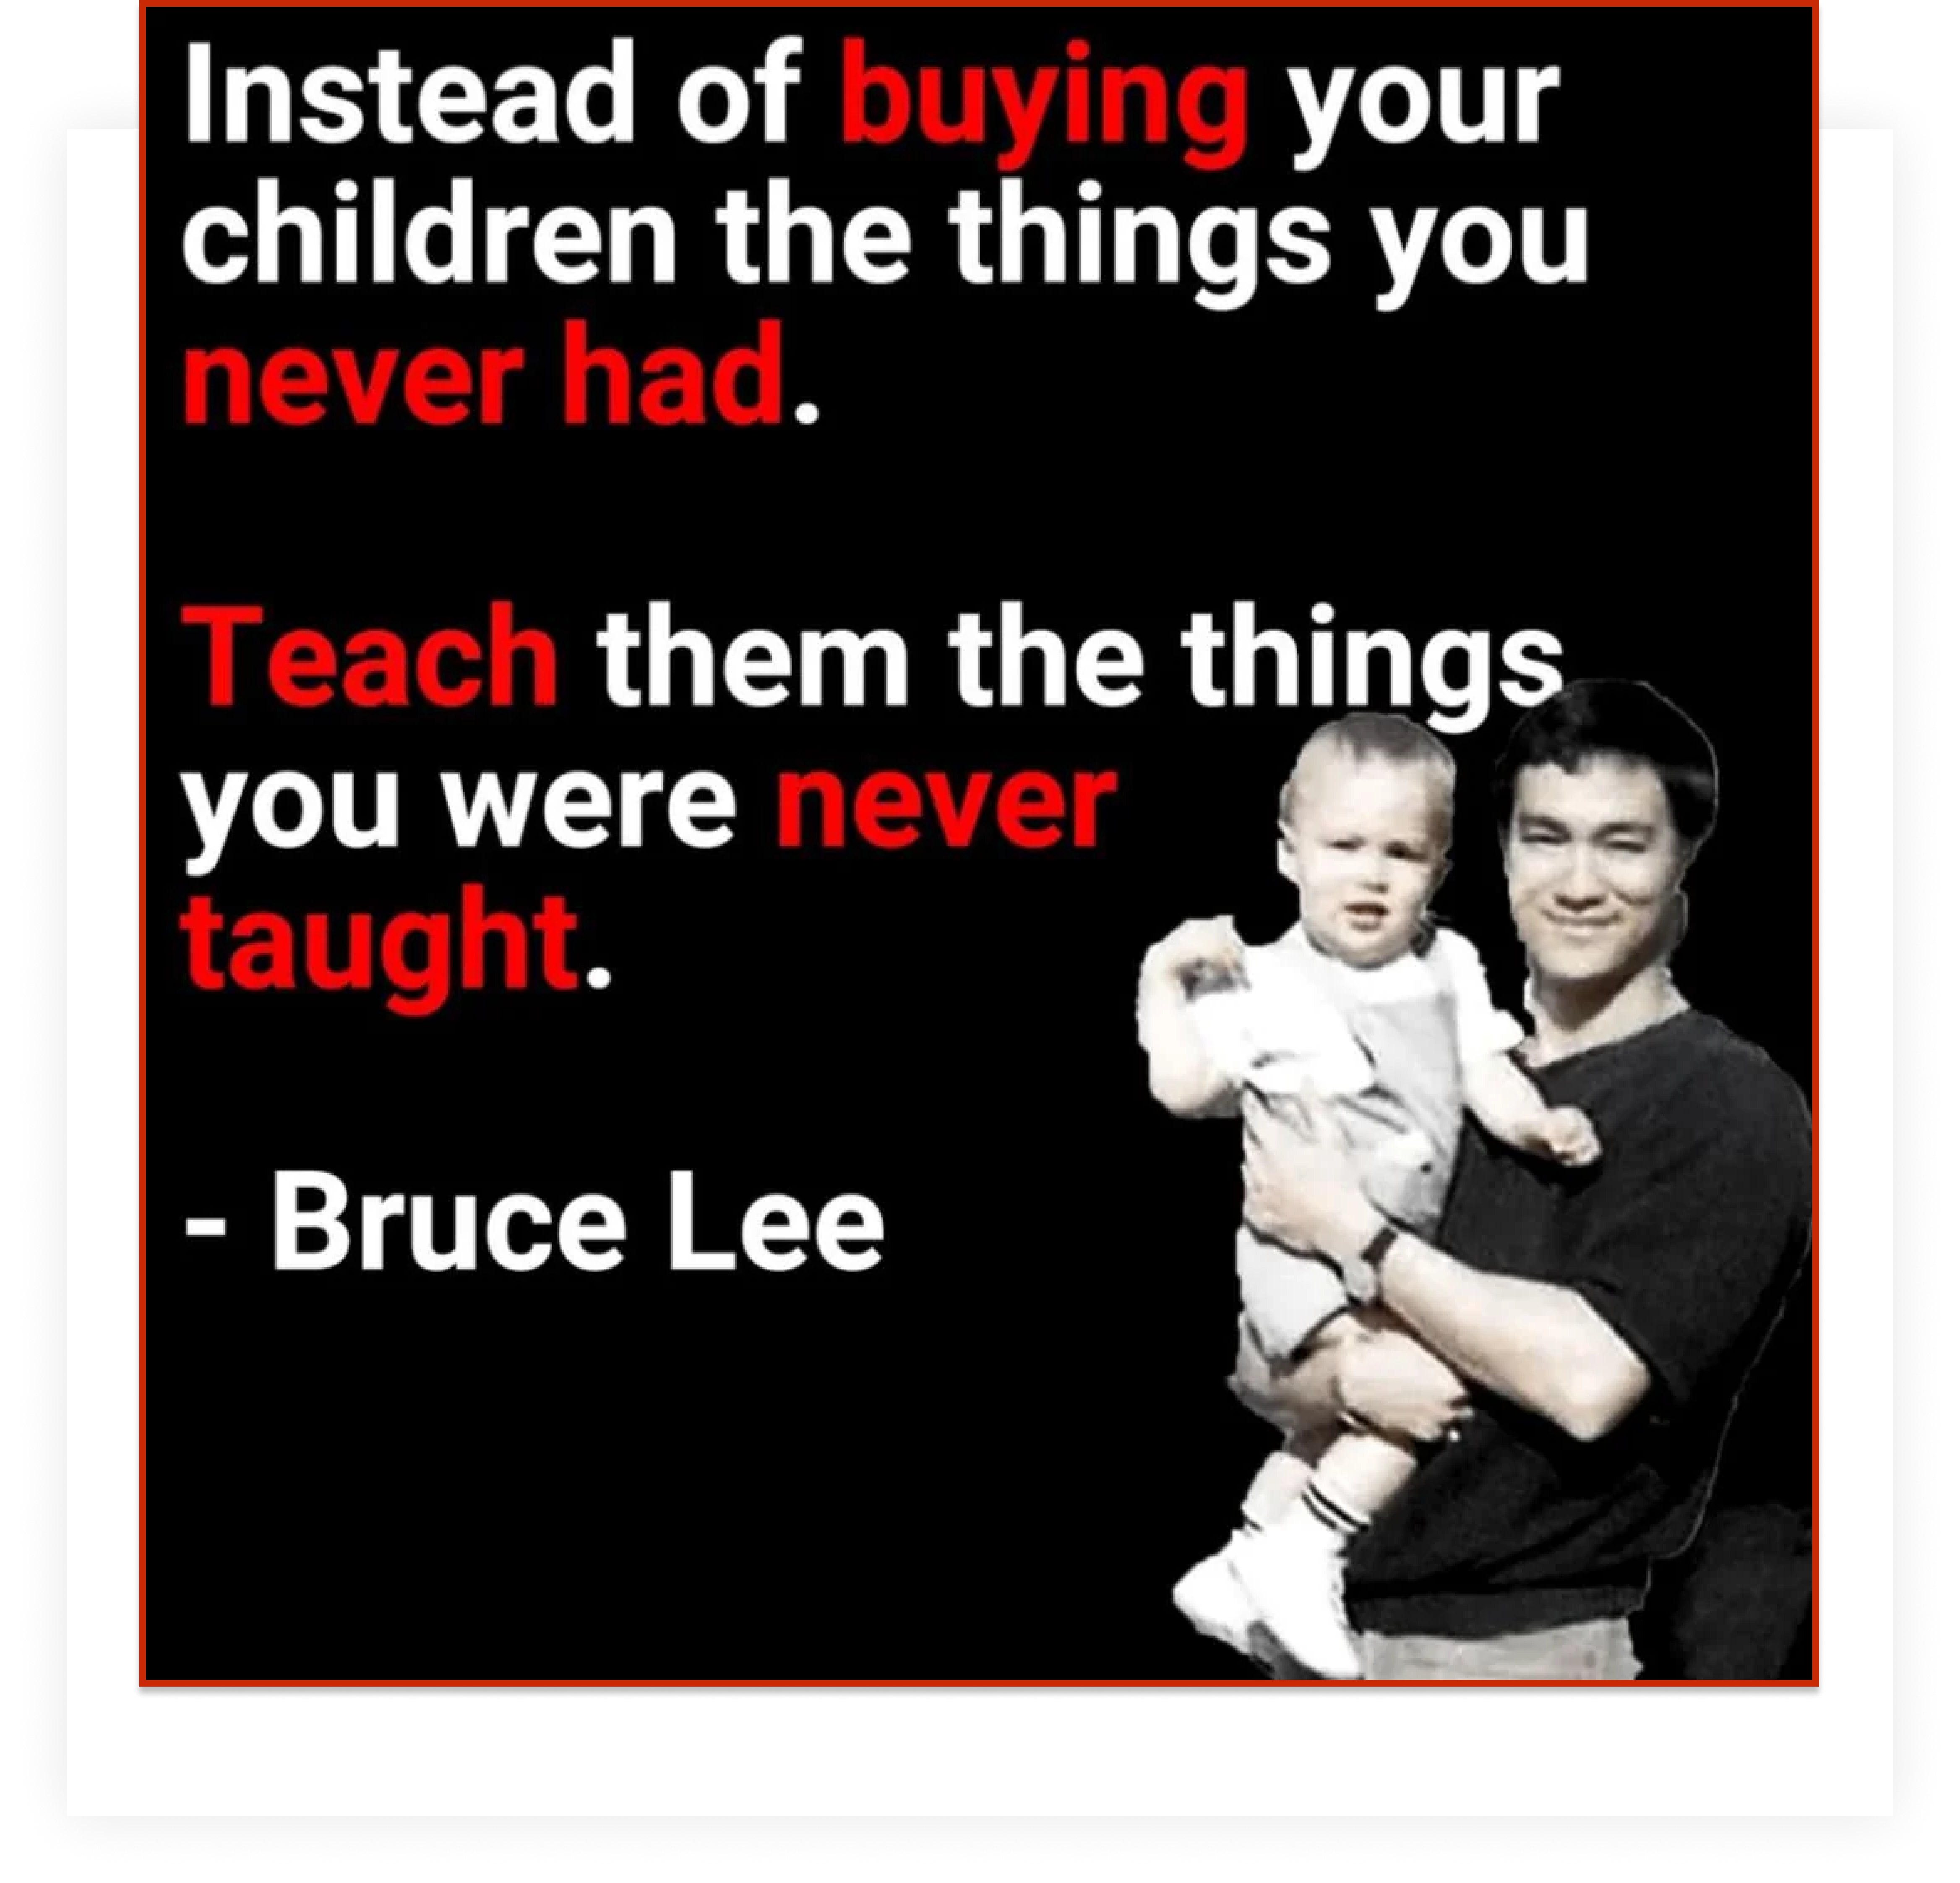 Instead of buying your
children the things you
never had.
Teach them the things
you were never
taught.
- Bruce Lee